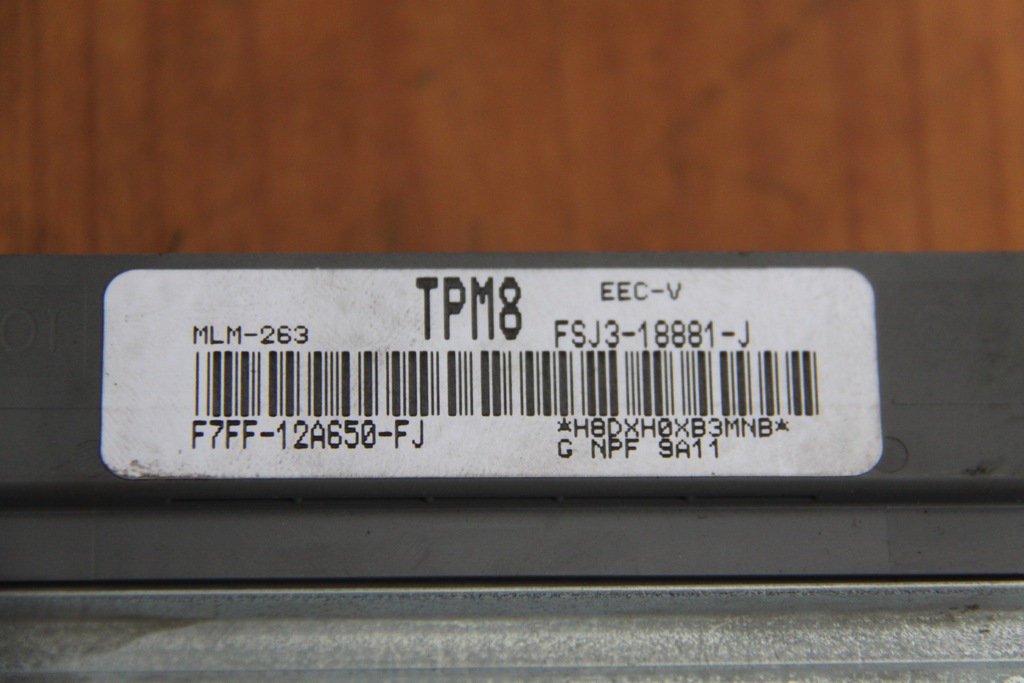 TPM8 EEC-V
MLM-263 FSJ3-18881-J
F7FF-12A650-FJ *H8DXH0XB3MNB*
G NPF 9A11